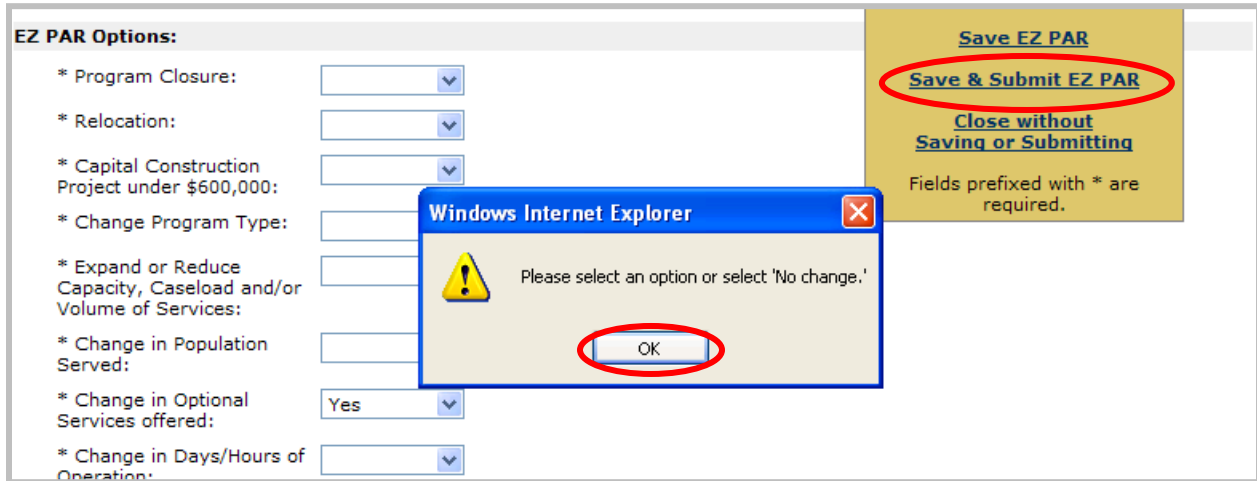 EZ PAR Options:
Save EZ PAR
* Program Closure:
Save & Submit EZ PAR
* Relocation:
Close without
Saving or Submitting
* Capital Construction
Project under $600,000:
Fields prefixed with * are
required.
* Change Program Type:
Windows Internet Explorer
Please select an option or select 'No change.'
OK
* Expand or Reduce
Capacity, Caseload and/or
Volume of Services:
* Change in Population
Served:
* Change in Optional
Services offered:
Yes
* Change in Days/Hours of
Operation: